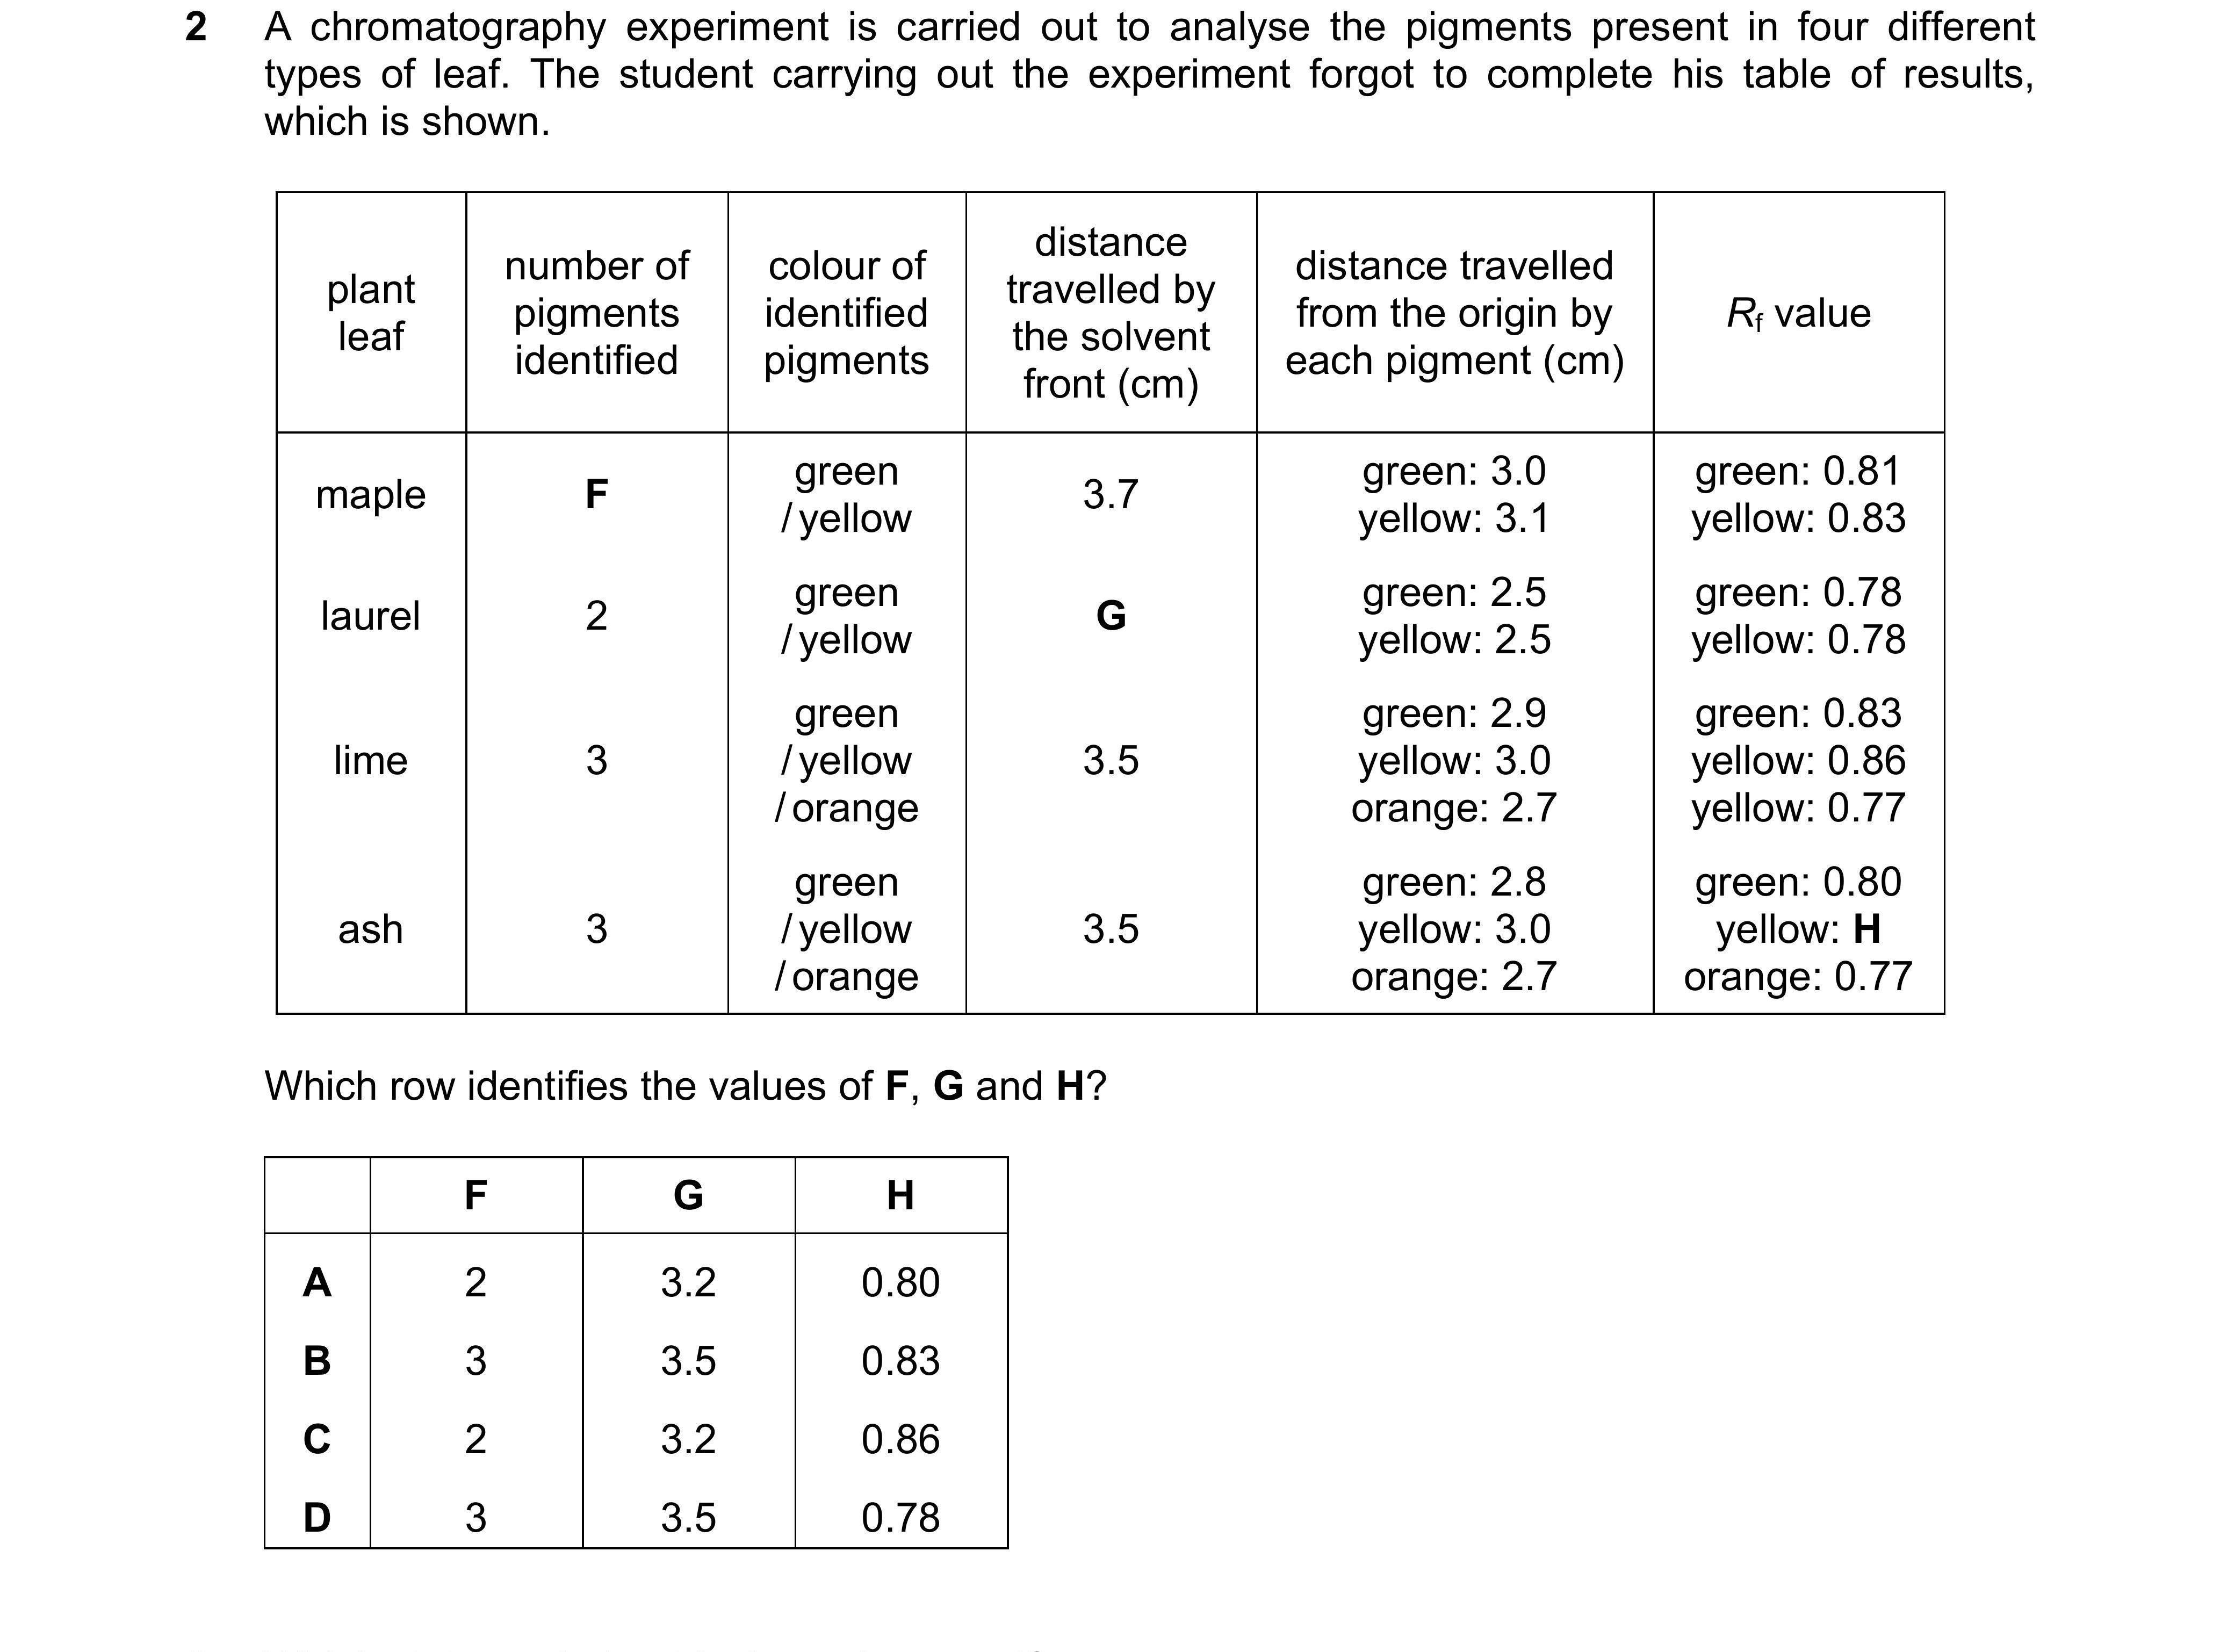 2 A chromatography experiment is carried out to analyse the pigments present in four different
types of leaf. The student carrying out the experiment forgot to complete his table of results,
which is shown.
plant
leaf
number of
pigments
identified
colour of
identified
pigments
distance
travelled by
the solvent
front (cm)
distance travelled
from the origin by
each pigment (cm)
Rf value
maple
F
green
/ yellow
3.7
green: 3.0
yellow: 3.1
green: 0.81
yellow: 0.83
laurel
2
green
/ yellow
G
green: 2.5
yellow: 2.5
green: 0.78
yellow: 0.78
lime
3
green
/ yellow
/ orange
3.5
green: 2.9
yellow: 3.0
orange: 2.7
green: 0.83
yellow: 0.86
yellow: 0.77
ash
3
green
/ yellow
/ orange
3.5
green: 2.8
yellow: 3.0
orange: 2.7
green: 0.80
yellow: H
orange: 0.77
Which row identifies the values of F, G and H?
F G H
A 2 3.2 0.80
B 3 3.5 0.83
C 2 3.2 0.86
D 3 3.5 0.78